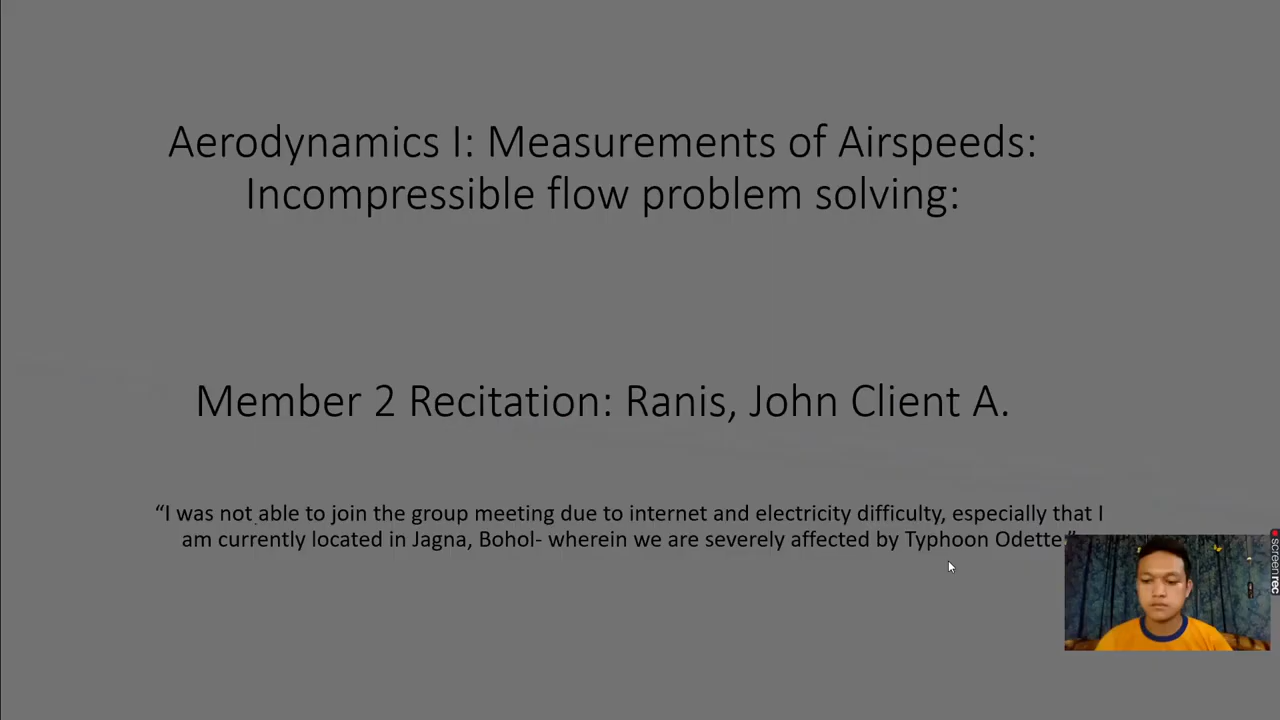 Aerodynamics I: Measurements of Airspeeds:
Incompressible flow problem solving:
Member 2 Recitation: Ranis, John Client A.
“I was not able to join the group meeting due to internet and electricity difficulty, especially that I
am currently located in Jagna, Bohol- wherein we are severely affected by Typhoon Odette.”
screenrec